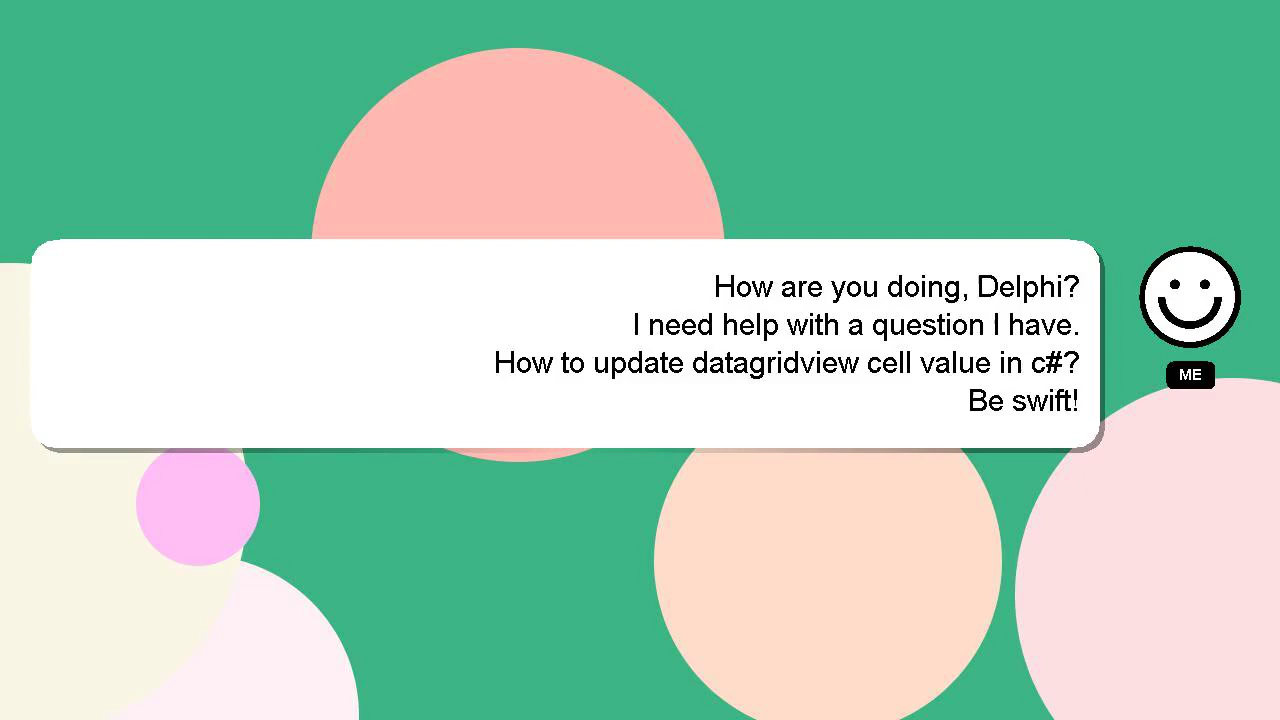 How are you doing, Delphi?
I need help with a question I have.
How to update datagridview cell value in c#?
Be swift!
ME